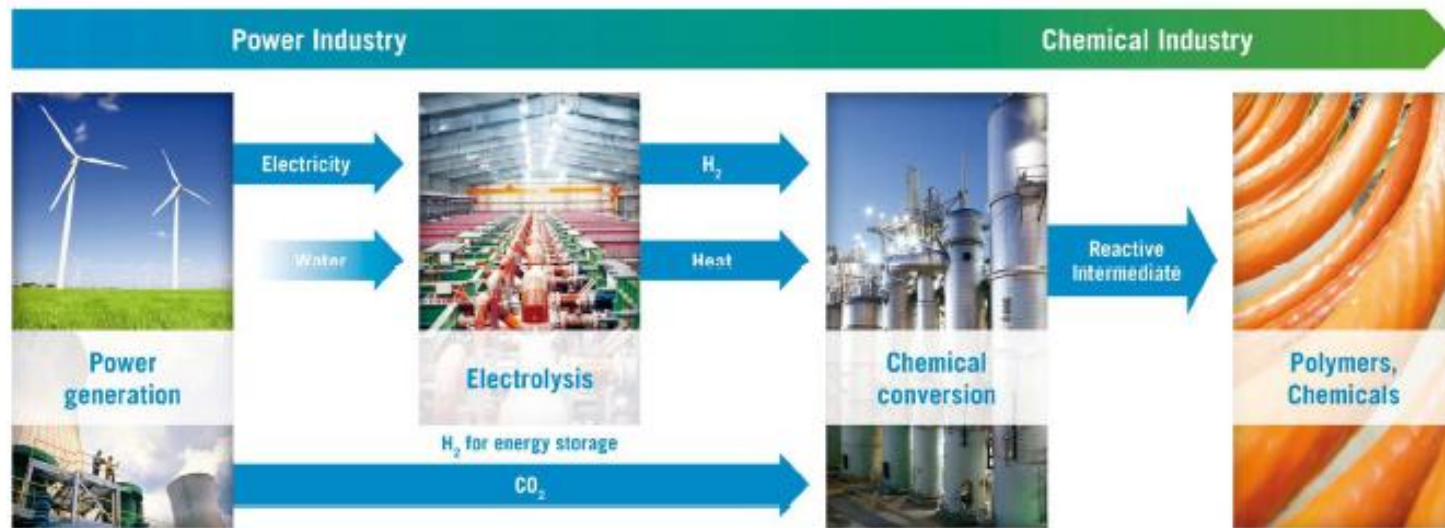 Power Industry
Chemical Industry
Electricity
H₂
Water
Heat
Reactive
Intermediate
Power
generation
Electrolysis
Chemical
conversion
Polymers,
Chemicals
H₂ for energy storage
CO₂